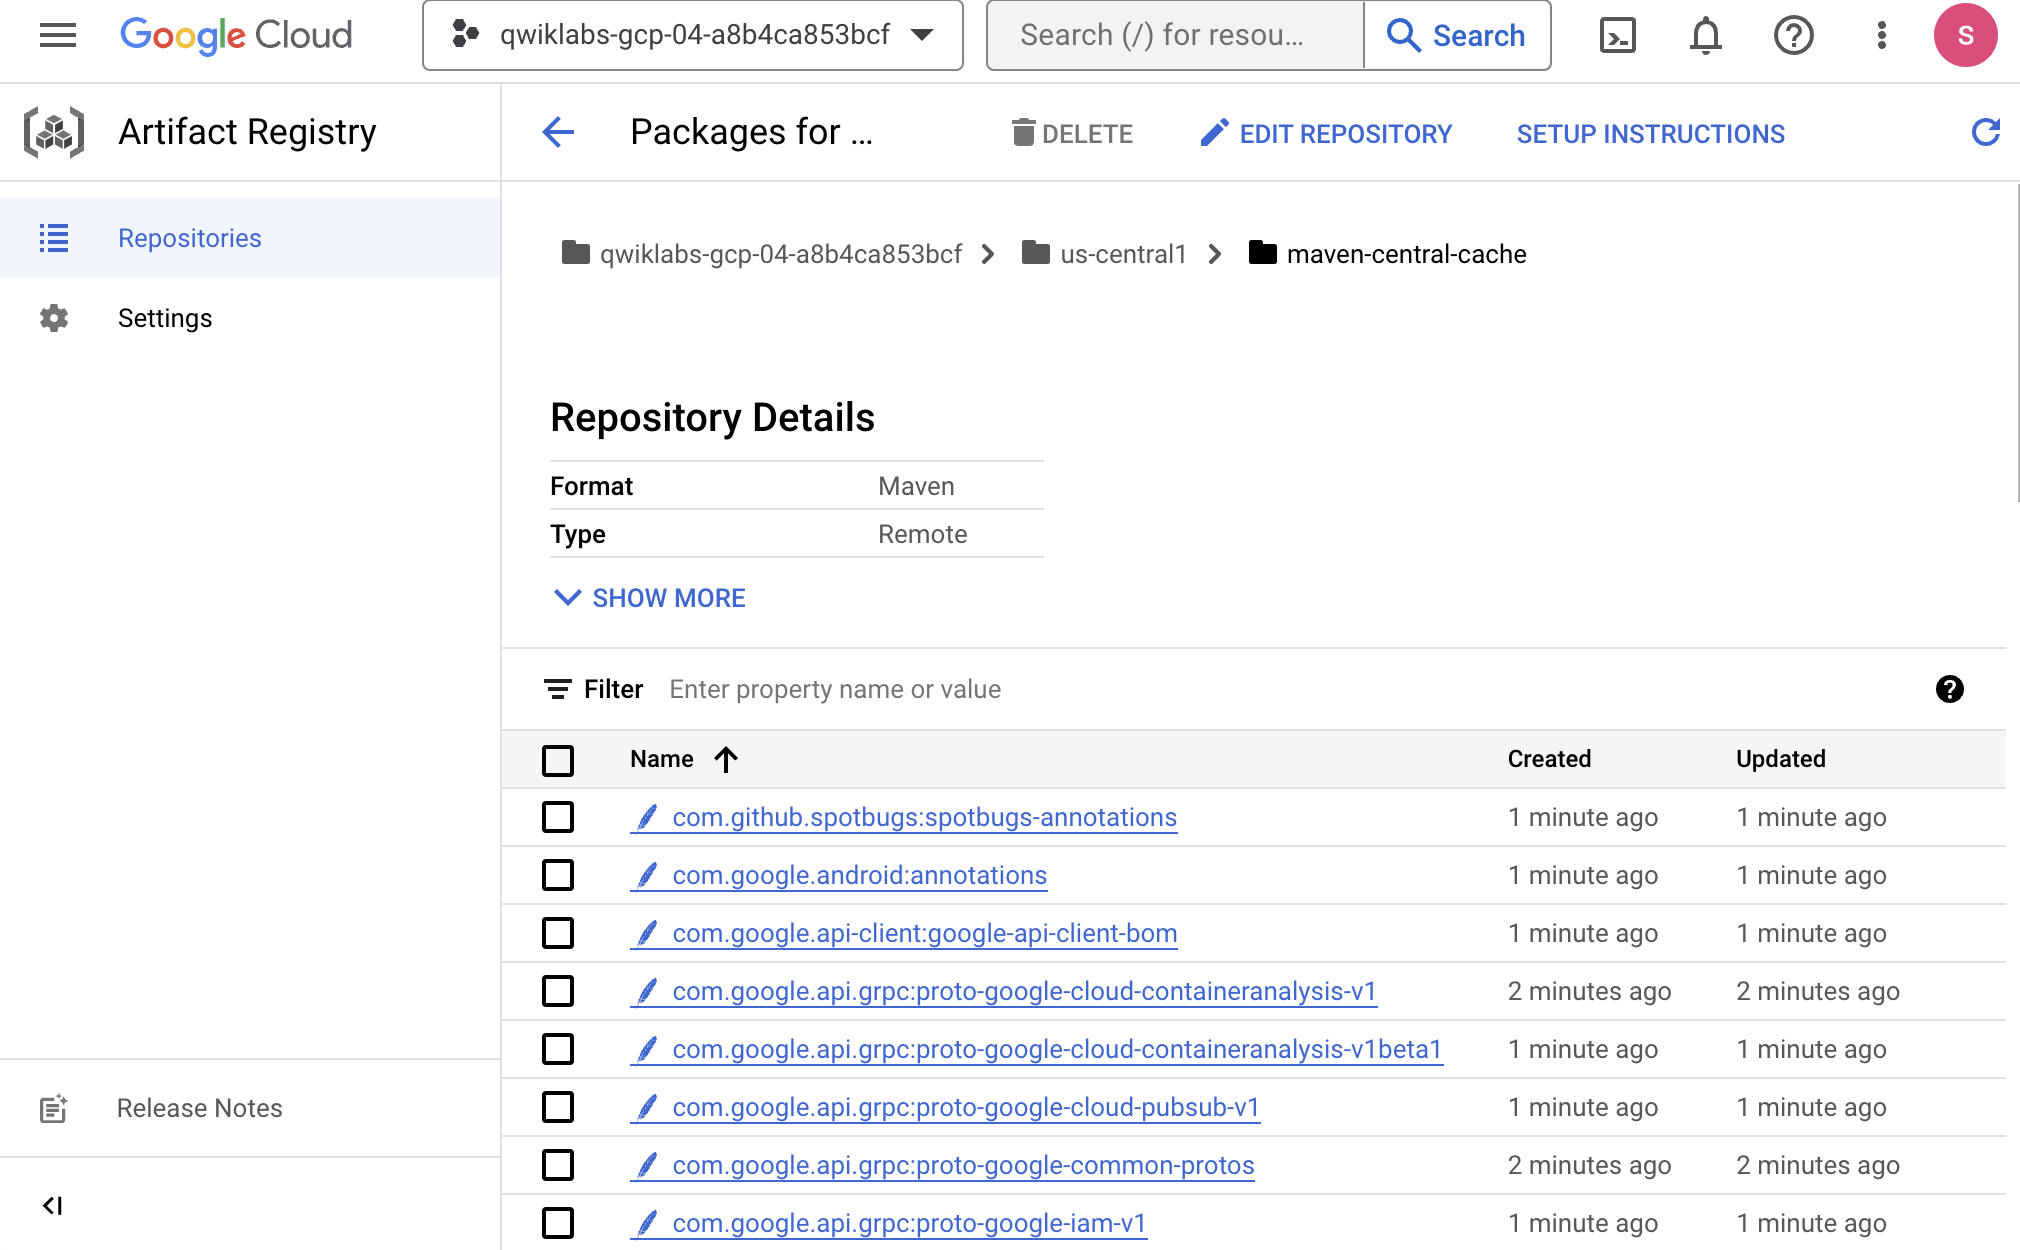 Google Cloud
qwiklabs-gcp-04-a8b4ca853bcf
Search (/) for resou...
Search
S
Artifact Registry
Packages for ...
DELETE
EDIT REPOSITORY
SETUP INSTRUCTIONS
Repositories
Settings
Release Notes
qwiklabs-gcp-04-a8b4ca853bcf
us-central1
maven-central-cache
Repository Details
Format Maven
Type Remote
SHOW MORE
Filter Enter property name or value
Name Created Updated
com.github.spotbugs:spotbugs-annotations 1 minute ago 1 minute ago
com.google.android:annotations 1 minute ago 1 minute ago
com.google.api-client:google-api-client-bom 1 minute ago 1 minute ago
com.google.api.grpc:proto-google-cloud-containeranalysis-v1 2 minutes ago 2 minutes ago
com.google.api.grpc:proto-google-cloud-containeranalysis-v1beta1 1 minute ago 1 minute ago
com.google.api.grpc:proto-google-cloud-pubsub-v1 1 minute ago 1 minute ago
com.google.api.grpc:proto-google-common-protos 2 minutes ago 2 minutes ago
com.google.api.grpc:proto-google-iam-v1 1 minute ago 1 minute ago